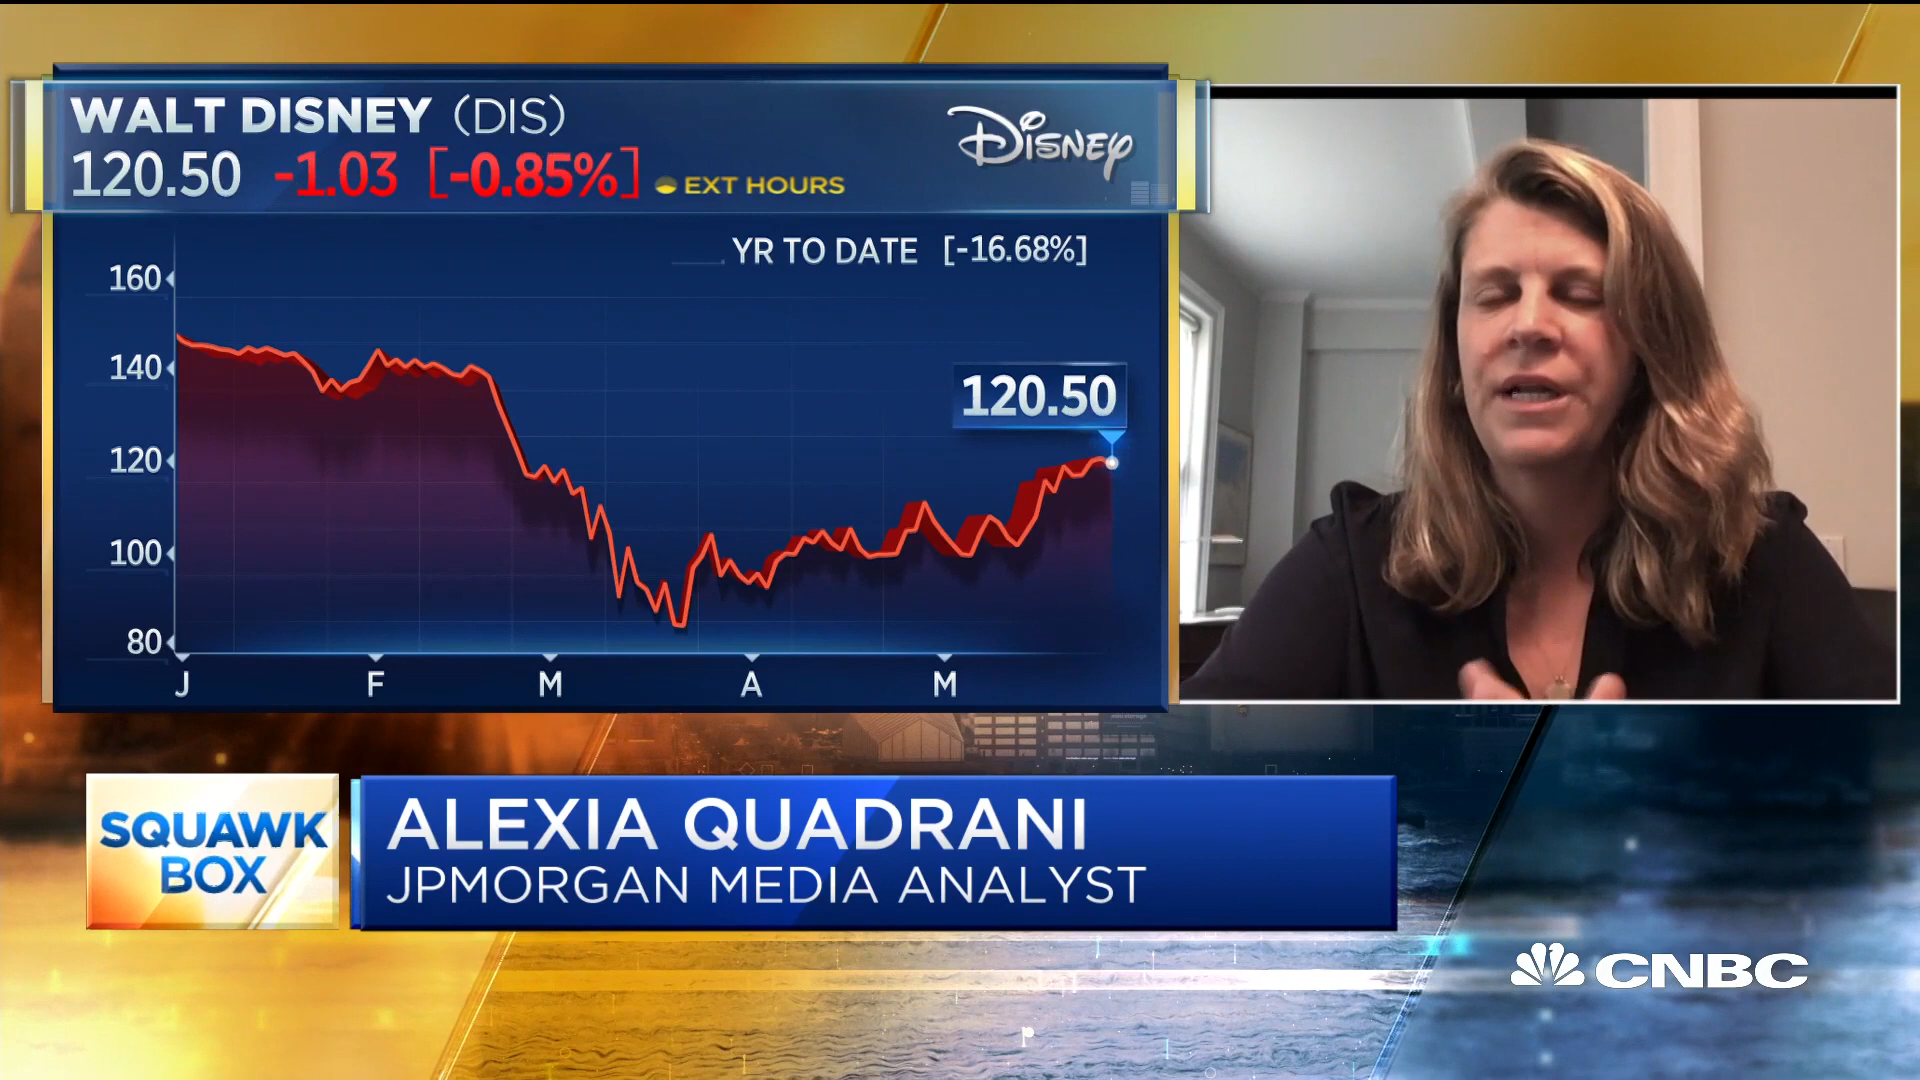 WALT DISNEY (DIS)
120.50 -1.03 [-0.85%] EXT HOURS
Disney
YR TO DATE [-16.68%]
160
140
120
100
80
120.50
J F M A M
SQUAWK
BOX
ALEXIA QUADRANI
JPMORGAN MEDIA ANALYST
CNBC